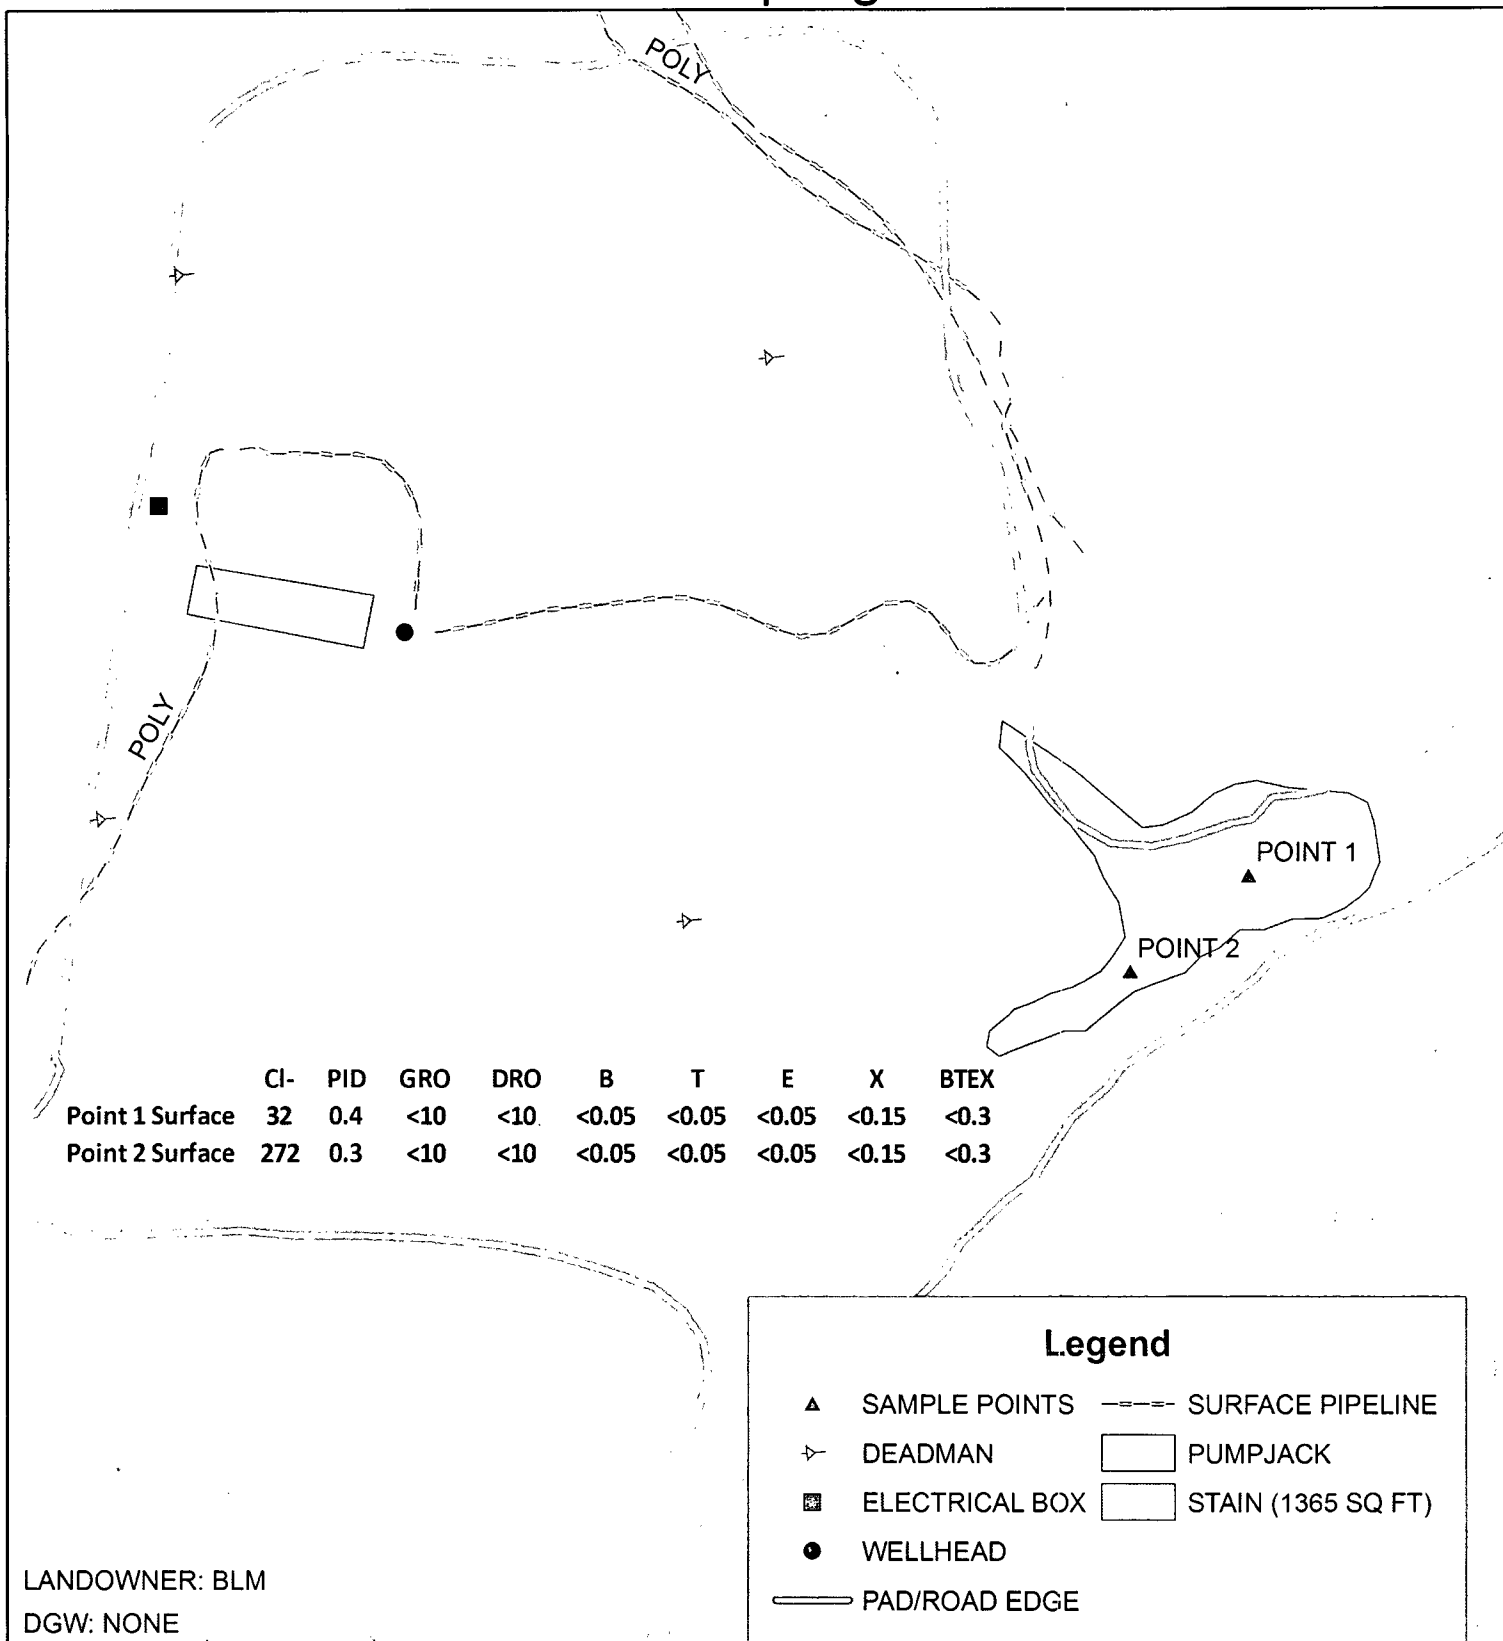 POLY
POLY
POINT 1
POINT 2
Cl- PID GRO DRO B T E X BTEX
Point 1 Surface 32 0.4 <10 <10 <0.05 <0.05 <0.05 <0.15 <0.3
Point 2 Surface 272 0.3 <10 <10 <0.05 <0.05 <0.05 <0.15 <0.3
Legend
SAMPLE POINTS SURFACE PIPELINE
DEADMAN PUMPJACK
ELECTRICAL BOX STAIN (1365 SQ FT)
WELLHEAD
PAD/ROAD EDGE
LANDOWNER: BLM
DGW: NONE